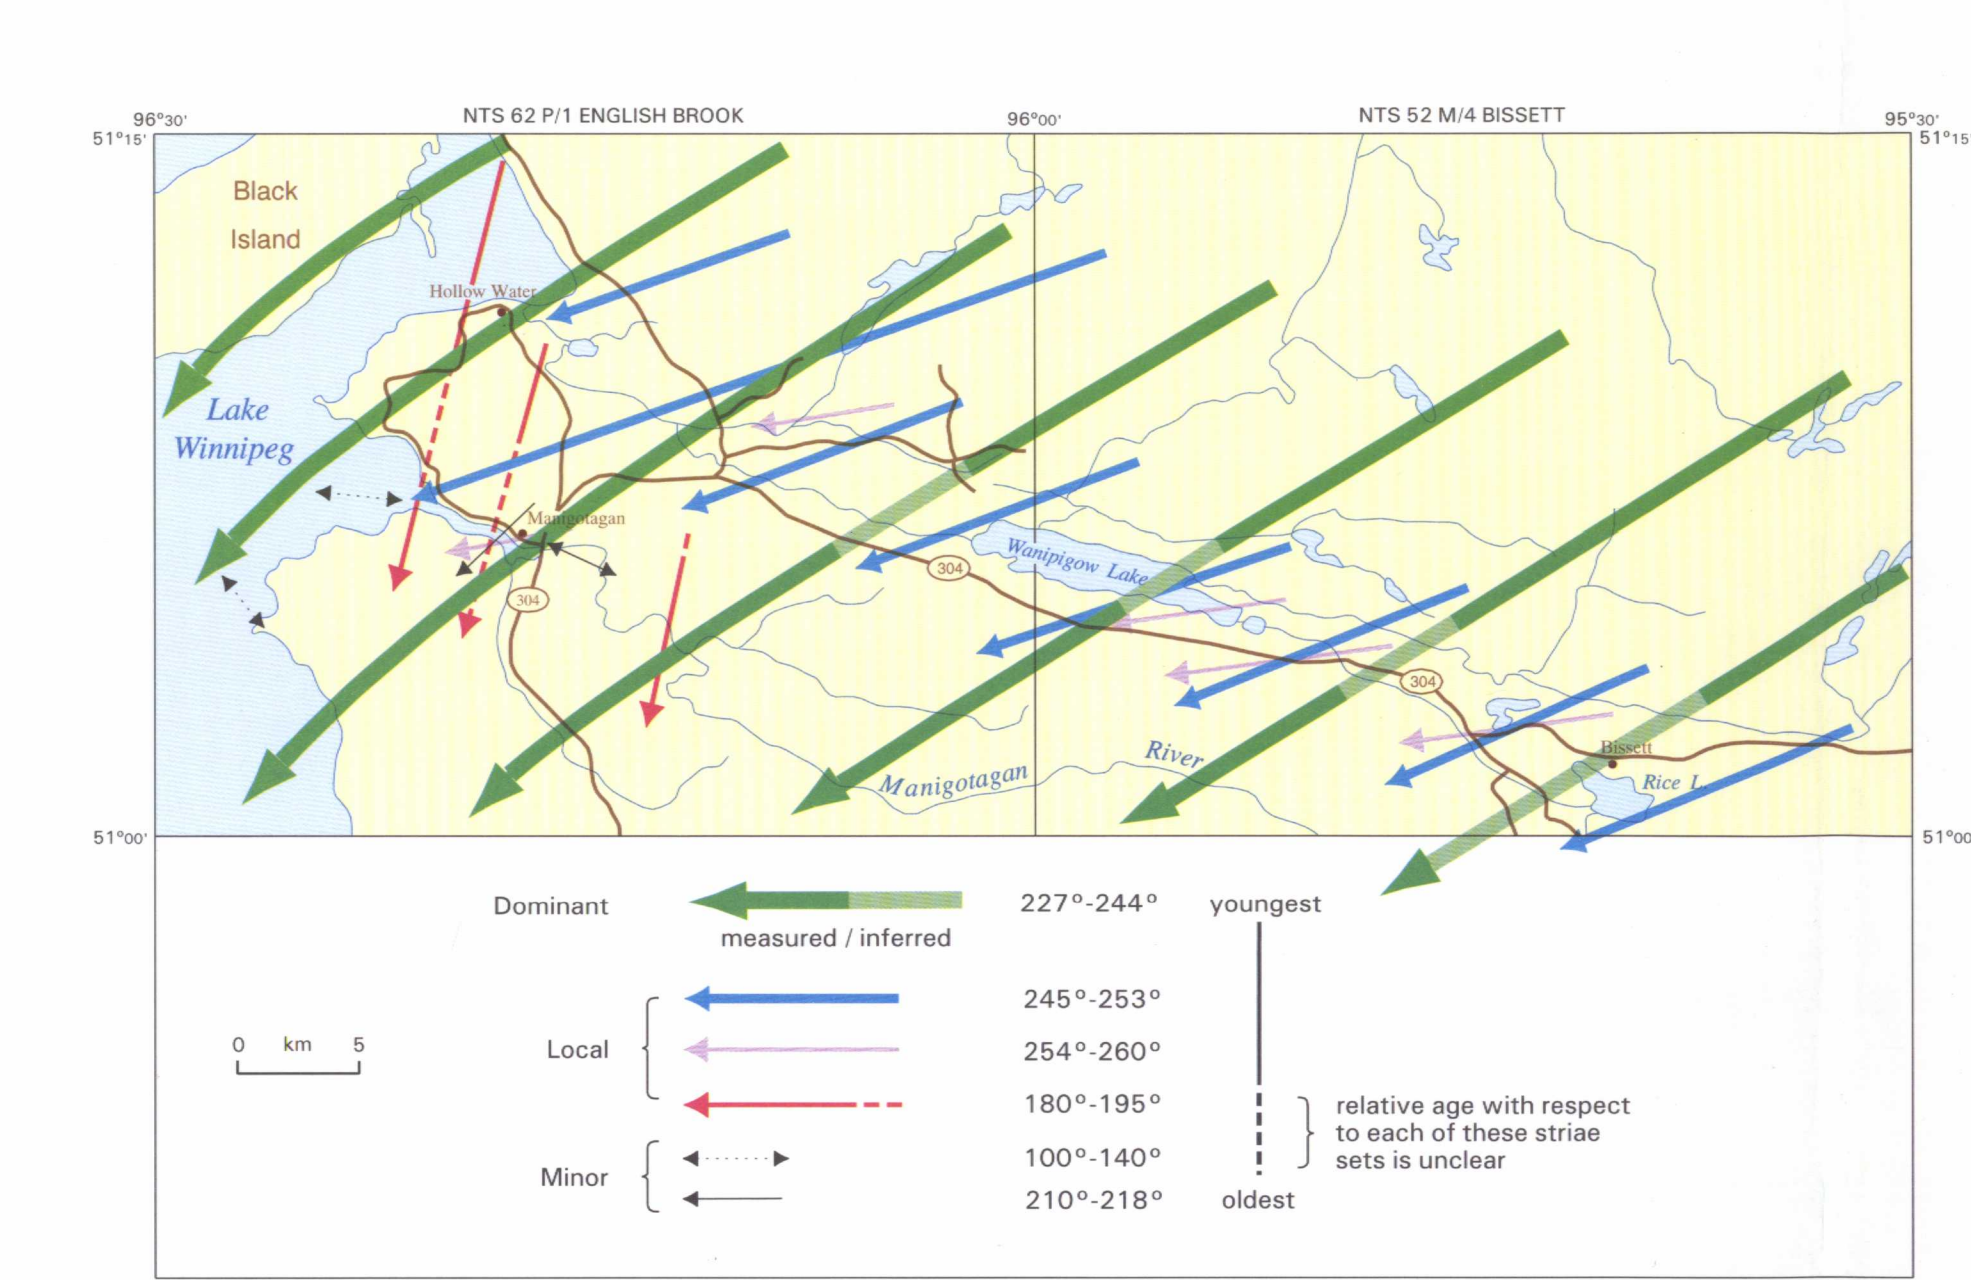 NTS 62 P/1 ENGLISH BROOK
NTS 52 M/4 BISSETT
96°30'
96°00'
95°30'
51°15'
51°15'
Black
Island
Hollow Water
Lake
Winnipeg
Manigotagan
304
304
Wanipigow Lake
304
River
Manigotagan
Bissett
Rice L.
51°00'
51°00
Dominant
227°-244°
youngest
measured / inferred
245°-253°
0 km 5
Local
254°-260°
180°-195°
relative age with respect
to each of these striae
sets is unclear
Minor
100°-140°
210°-218°
oldest